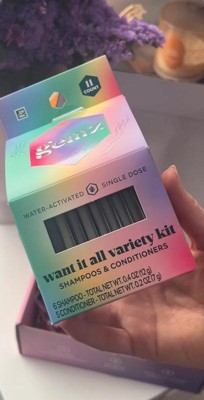 11
COUNT
gemz
WATER-ACTIVATED SINGLE DOSE
want it all variety kit
SHAMPOOS & CONDITIONERS
6 SHAMPOO - TOTAL NET WT. 0.4 OZ (12 g)
5 CONDITIONER - TOTAL NET WT. 0.2 OZ (7 g)